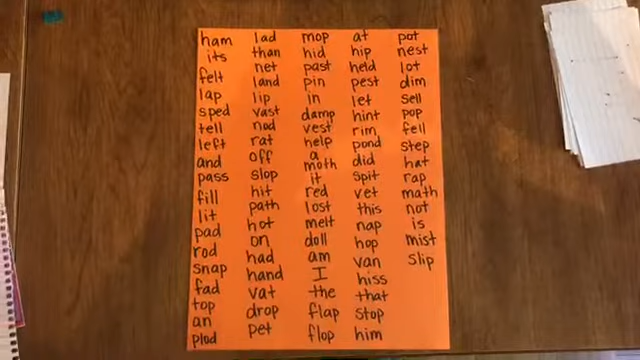 ham
its
felt
lap
sped
tell
left
and
pass
fill
lit
pad
rod
snap
fad
top
an
plod
lad
than
net
land
lip
vast
nod
rat
off
slop
hit
path
hot
on
had
hand
vat
drop
pet
mop
hid
past
pin
in
damp
vest
help
a
moth
it
red
lost
melt
doll
am
I
the
flap
flop
at
hip
held
pest
let
hint
rim
pond
did
spit
vet
this
nap
hop
van
hiss
that
stop
him
pot
nest
lot
dim
sell
pop
fell
step
hat
rap
math
not
is
mist
slip